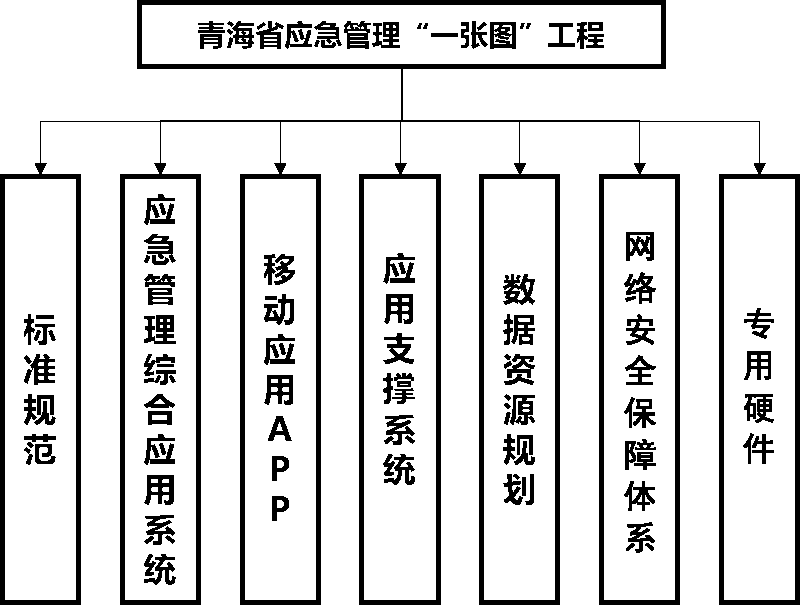 青海省应急管理“一张图”工程
标准规范
应急管理综合应用系统
移动应用APP
应用支撑系统
数据资源规划
网络安全保障体系
专用硬件